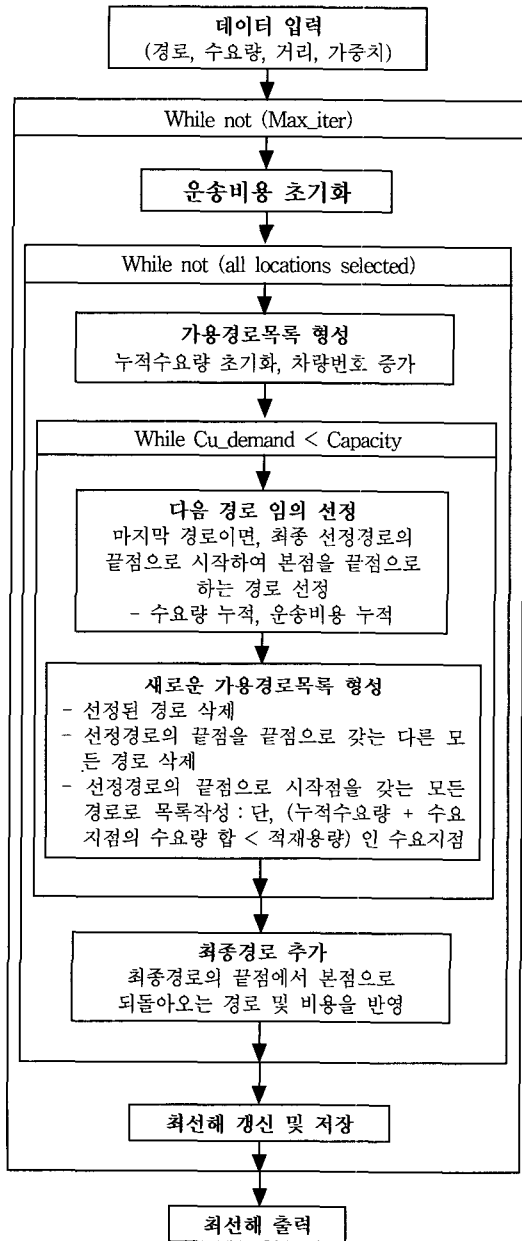 데이터 입력
(경로, 수요량, 거리, 가중치)
While not (Max_iter)
운송비용 초기화
While not (all locations selected)
가용경로목록 형성
누적수요량 초기화, 차량번호 증가
While Cu_demand < Capacity
다음 경로 임의 선정
마지막 경로이면, 최종 선정경로의
끝점으로 시작하여 본점을 끝점으로
하는 경로 선정
- 수요량 누적, 운송비용 누적
새로운 가용경로목록 형성
- 선정된 경로 삭제
- 선정경로의 끝점을 끝점으로 갖는 다른 모
든 경로 삭제
- 선정경로의 끝점으로 시작점을 갖는 모든
경로로 목록작성 : 단, (누적수요량 + 수요
지점의 수요량 합 < 적재용량) 인 수요지점
최종경로 추가
최종경로의 끝점에서 본점으로
되돌아오는 경로 및 비용을 반영
최선해 갱신 및 저장
최선해 출력